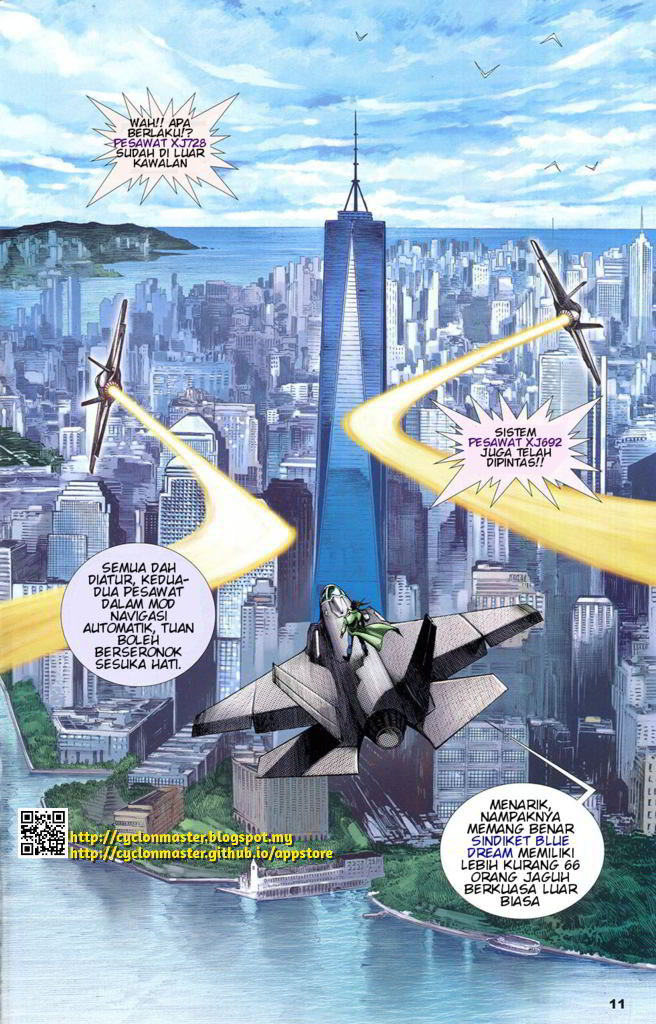 WAH!! APA
BERLAKU!?
PESAWAT XJ728
SUDAH DI LUAR
KAWALAN
SISTEM
PESAWAT XJ692
JUGA TELAH
DIPINTAS!!
SEMUA DAH
DIATUR, KEDUA-
DUA PESAWAT
DALAM MOD
NAVIGASI
AUTOMATIK, TUAN
BOLEH
BERSERONOK
SESUKA HATI.
MENARIK,
NAMPAKNYA
MEMANG BENAR
SINDIKET BLUE
DREAM MEMILIKI
LEBIH KURANG 66
ORANG JAGUH
BERKUASA LUAR
BIASA
http://cyclonmaster.blogspot.my
http://cyclonmaster.github.io/appstore
11